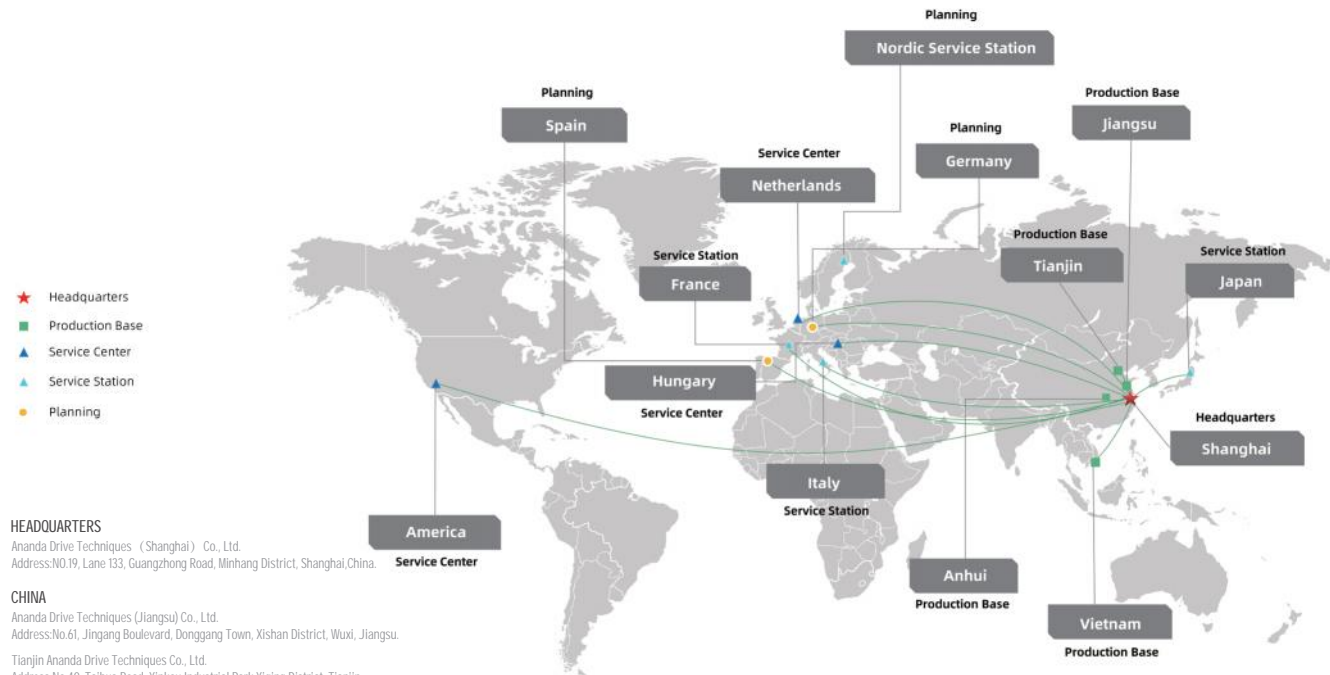 Planning
Nordic Service Station
Planning
Spain
Production Base
Jiangsu
Planning
Germany
Service Center
Netherlands
Production Base
Tianjin
Service Station
France
Service Station
Japan
Headquarters
Production Base
Service Center
Service Station
Planning
Hungary
Service Center
Headquarters
Shanghai
Italy
Service Station
America
Service Center
Anhui
Production Base
Vietnam
Production Base
HEADQUARTERS
Ananda Drive Techniques （Shanghai） Co., Ltd.
Address:NO.19, Lane 133, Guangzhong Road, Minhang District, Shanghai,China.
CHINA
Ananda Drive Techniques (Jiangsu) Co., Ltd.
Address:No.61, Jingang Boulevard, Donggang Town, Xishan District, Wuxi, Jiangsu.
Tianjin Ananda Drive Techniques Co., Ltd.